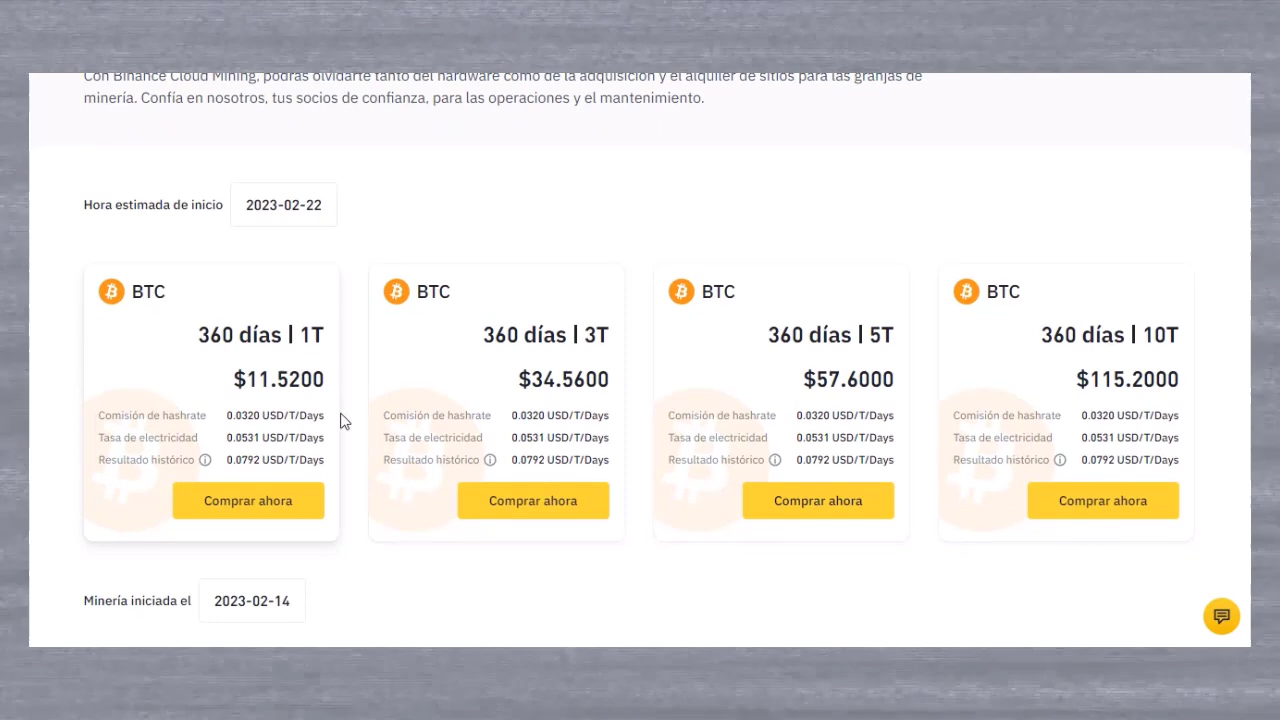 Con Binance Cloud Mining, podrás olvidarte tanto del hardware como de la adquisición y el alquiler de sitios para las granjas de
minería. Confía en nosotros, tus socios de confianza, para las operaciones y el mantenimiento.
Hora estimada de inicio 2023-02-22
BTC
360 días | 1T
$11.5200
Comisión de hashrate 0.0320 USD/T/Days
Tasa de electricidad 0.0531 USD/T/Days
Resultado histórico 0.0792 USD/T/Days
Comprar ahora
BTC
360 días | 3T
$34.5600
Comisión de hashrate 0.0320 USD/T/Days
Tasa de electricidad 0.0531 USD/T/Days
Resultado histórico 0.0792 USD/T/Days
Comprar ahora
BTC
360 días | 5T
$57.6000
Comisión de hashrate 0.0320 USD/T/Days
Tasa de electricidad 0.0531 USD/T/Days
Resultado histórico 0.0792 USD/T/Days
Comprar ahora
BTC
360 días | 10T
$115.2000
Comisión de hashrate 0.0320 USD/T/Days
Tasa de electricidad 0.0531 USD/T/Days
Resultado histórico 0.0792 USD/T/Days
Comprar ahora
Minería iniciada el 2023-02-14